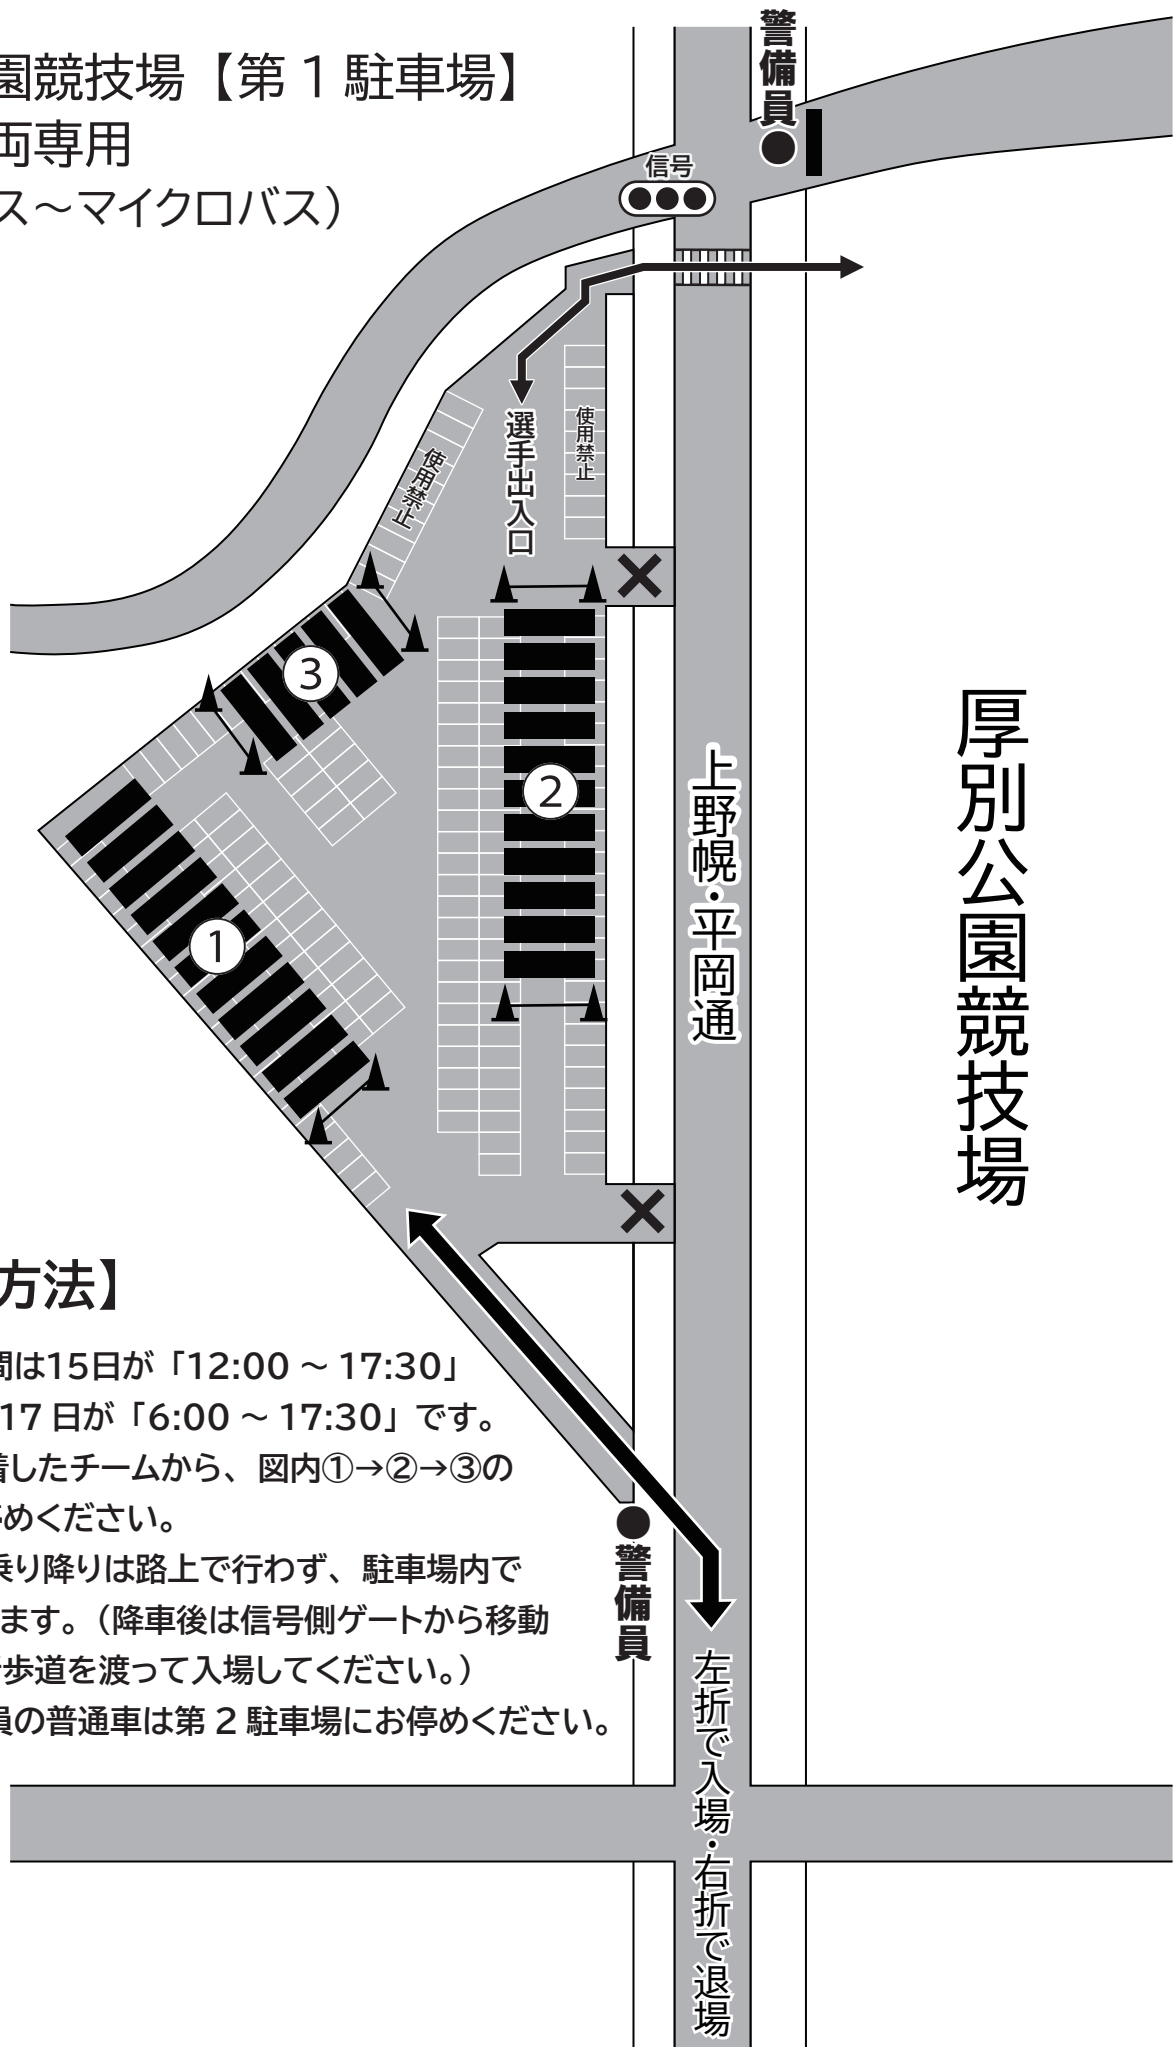 園競技場【第1駐車場】
両専用
ス～マイクロバス）
警備員
信号
選手出入口
使用禁止
使用禁止
③
②
①
上野幌・平岡通
厚別公園競技場
方法】
間は15日が「12:00 ～ 17:30」
17日が「6:00 ～ 17:30」です。
着したチームから、図内①→②→③の
停めください。
乗り降りは路上で行わず、駐車場内で
ます。（降車後は信号側ゲートから移動
歩道を渡って入場してください。）
員の普通車は第2駐車場にお停めください。
警備員
左折で入場・右折で退場